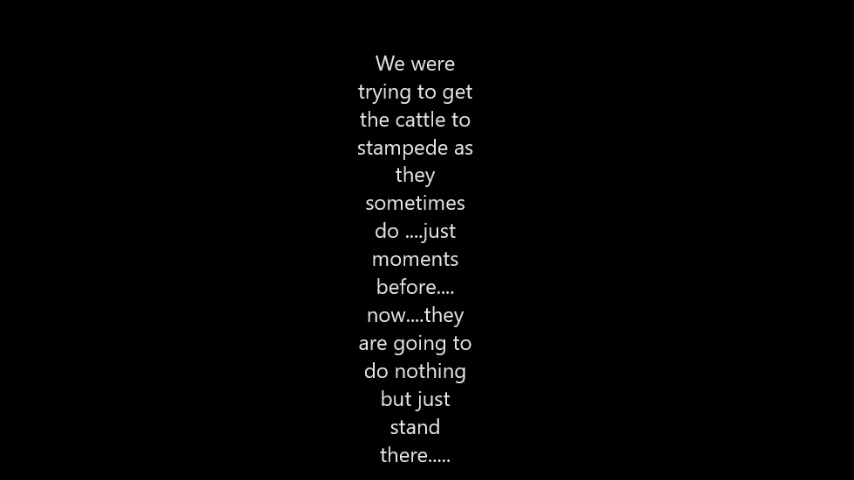 We were
trying to get
the cattle to
stampede as
they
sometimes
do ....just
moments
before....
now....they
are going to
do nothing
but just
stand
there.....